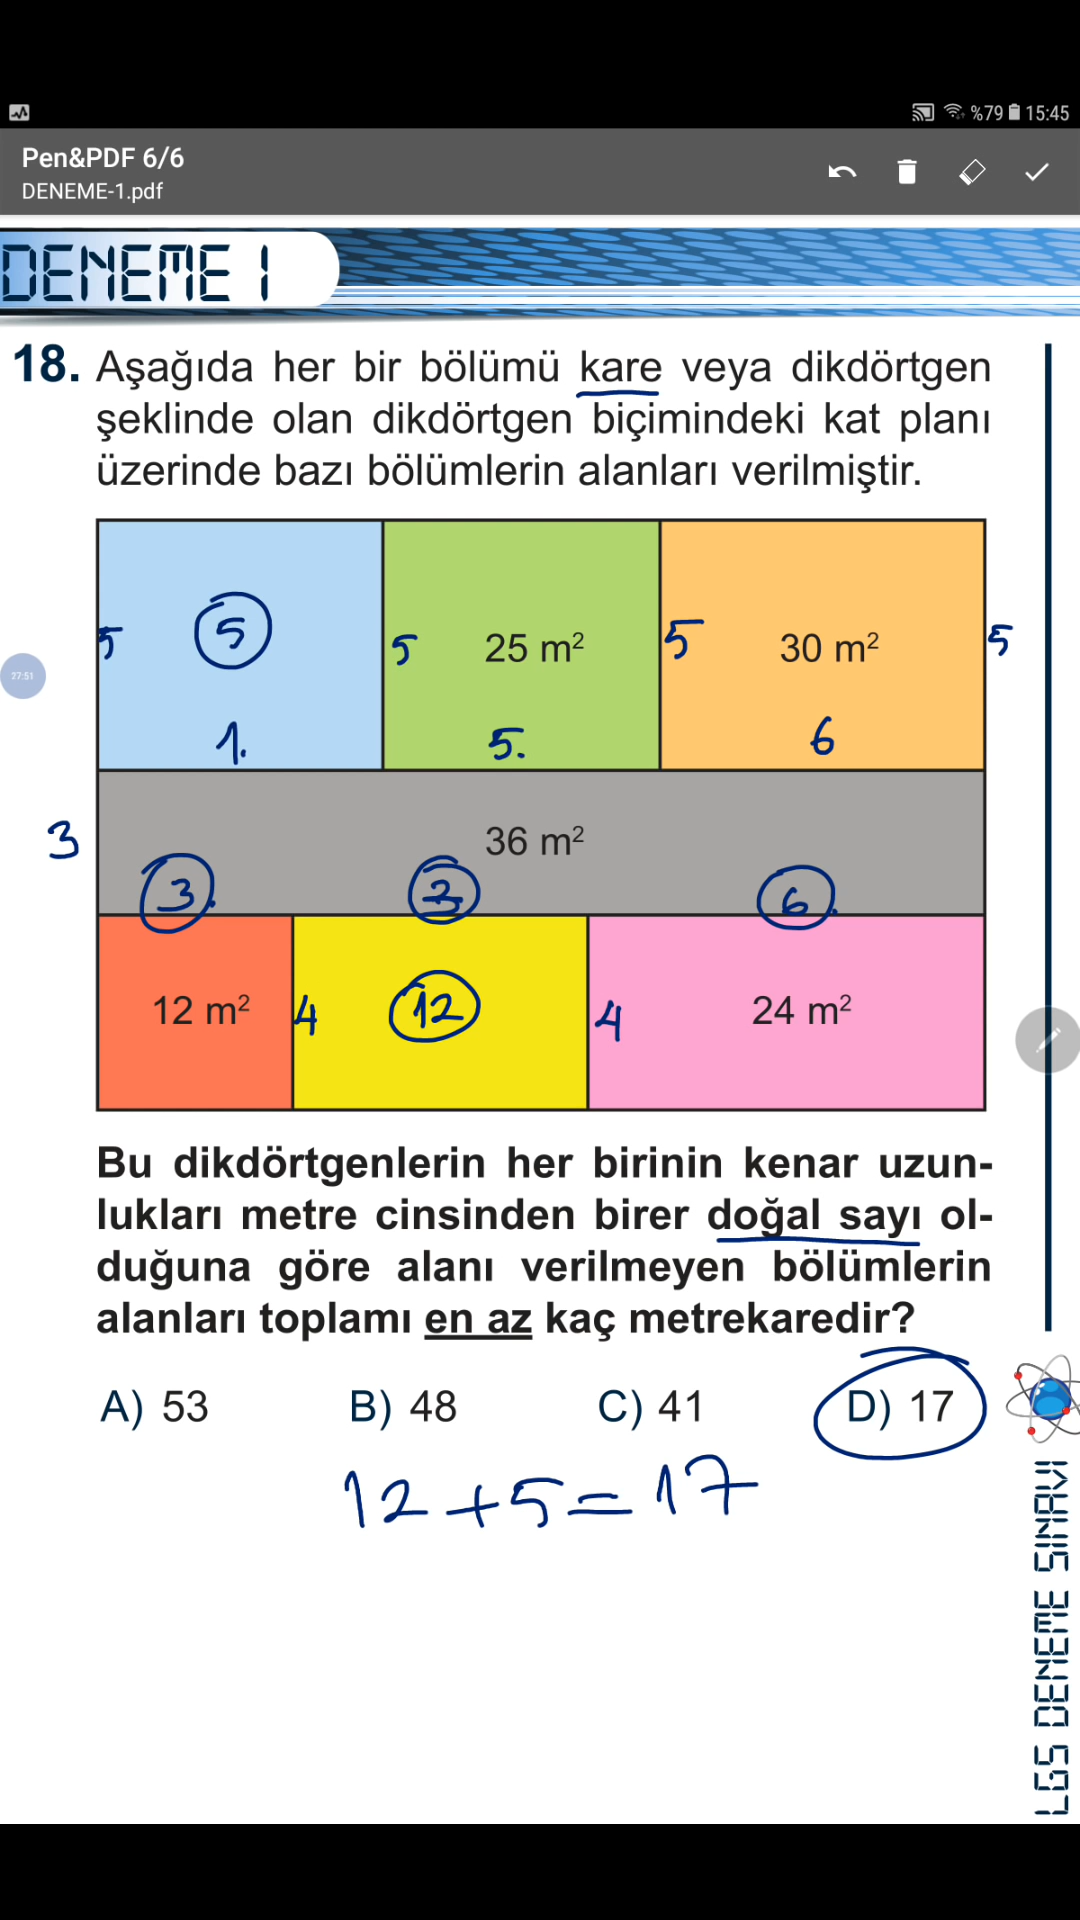 %79 15:45
Pen&PDF 6/6
DENEME-1.pdf
DENEME 1
18. Aşağıda her bir bölümü kare veya dikdörtgen
şeklinde olan dikdörtgen biçimindeki kat planı
üzerinde bazı bölümlerin alanları verilmiştir.
5 5 5 25 m² 5 30 m² 5
27:51
1. 5. 6
3 36 m²
3. 3 6.
12 m² 4 12 4 24 m²
Bu dikdörtgenlerin her birinin kenar uzun-
lukları metre cinsinden birer doğal sayı ol-
duğuna göre alanı verilmeyen bölümlerin
alanları toplamı en az kaç metrekaredir?
A) 53 B) 48 C) 41 D) 17
12 + 5 = 17
LGS DENEME SINAVI